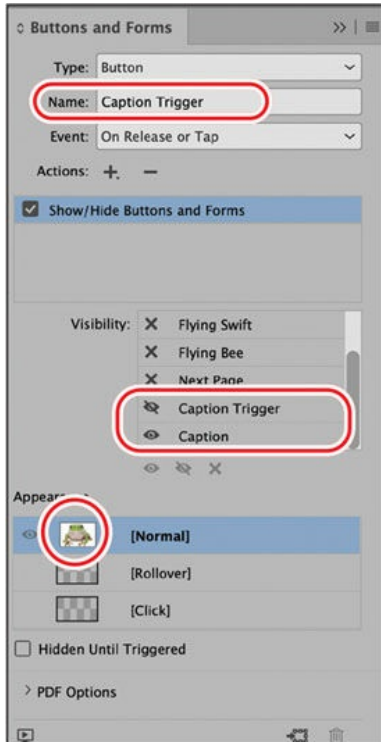 Buttons and Forms
Type: Button
Name: Caption Trigger
Event: On Release or Tap
Actions:
Show/Hide Buttons and Forms
Visibility: Flying Swift
Flying Bee
Next Page
Caption Trigger
Caption
Appearance
[Normal]
[Rollover]
[Click]
Hidden Until Triggered
PDF Options